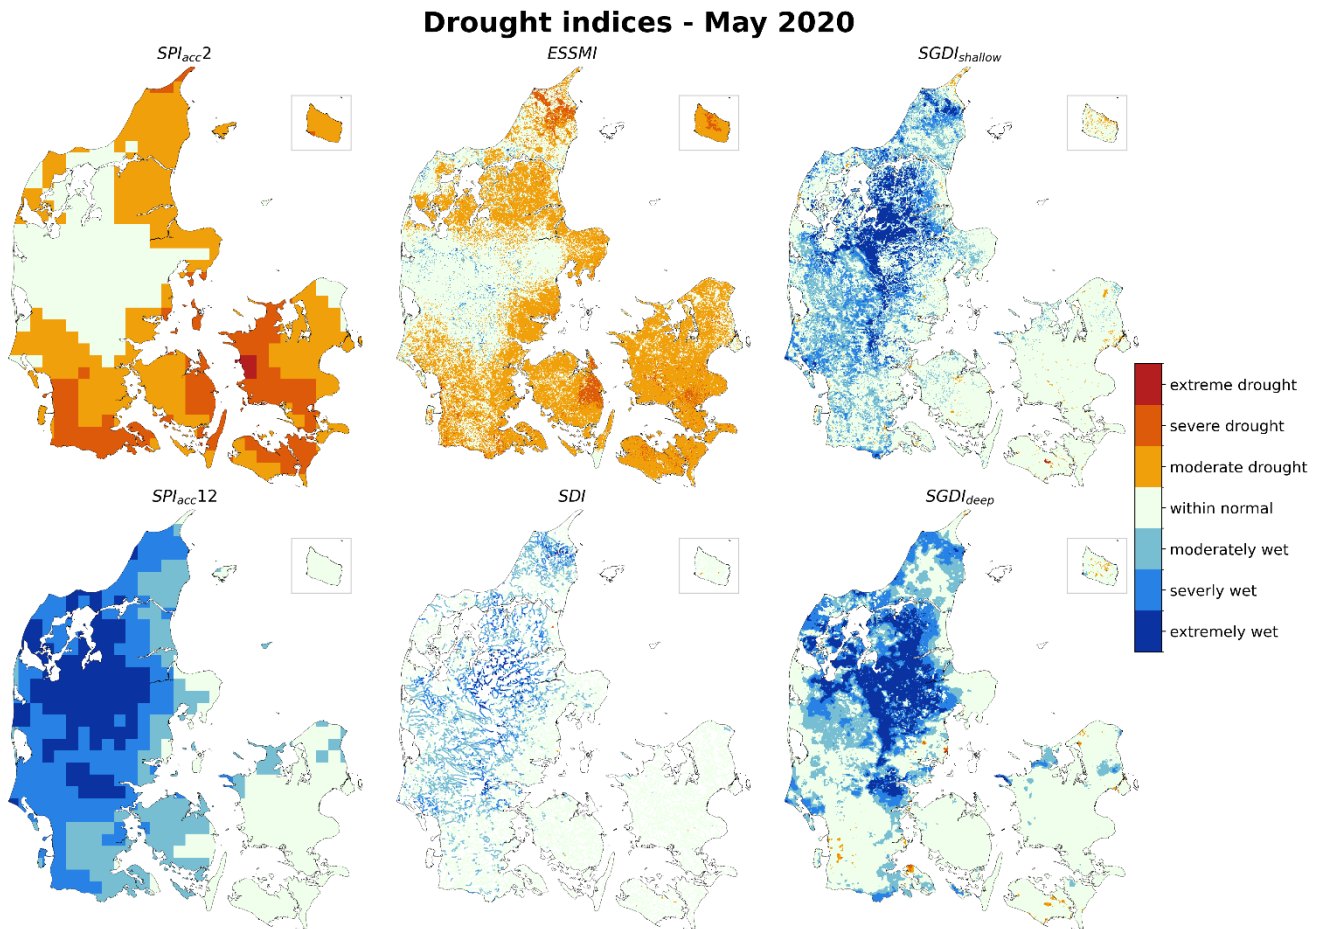 Drought indices - May 2020
SPIacc2
ESSMI
SGDIshallow
extreme drought
severe drought
moderate drought
within normal
moderately wet
severly wet
extremely wet
SPIacc12
SDI
SGDIdeep